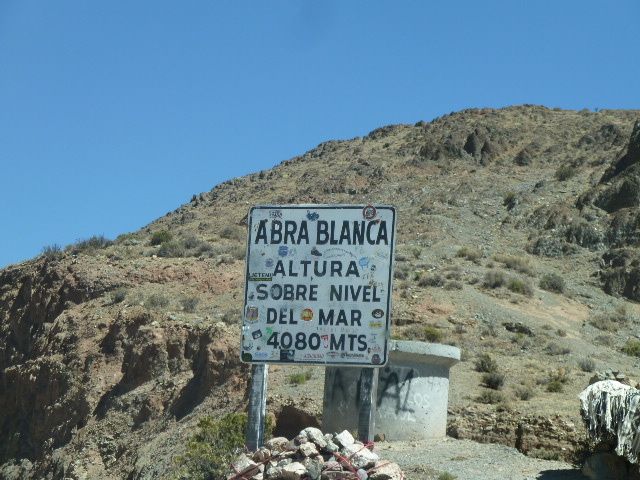 ABRA BLANCA
ALTURA
SOBRE NIVEL
DEL MAR
4080 MTS.